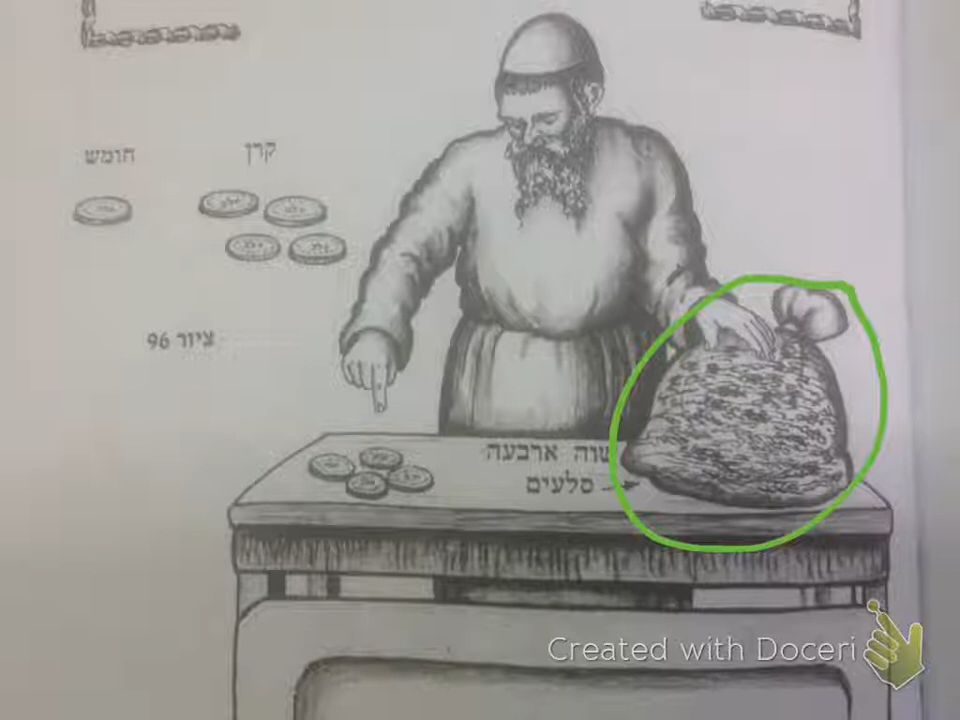 חומש
קרן
ציור 96
שוה ארבעה
סלעים
Created with Doceri